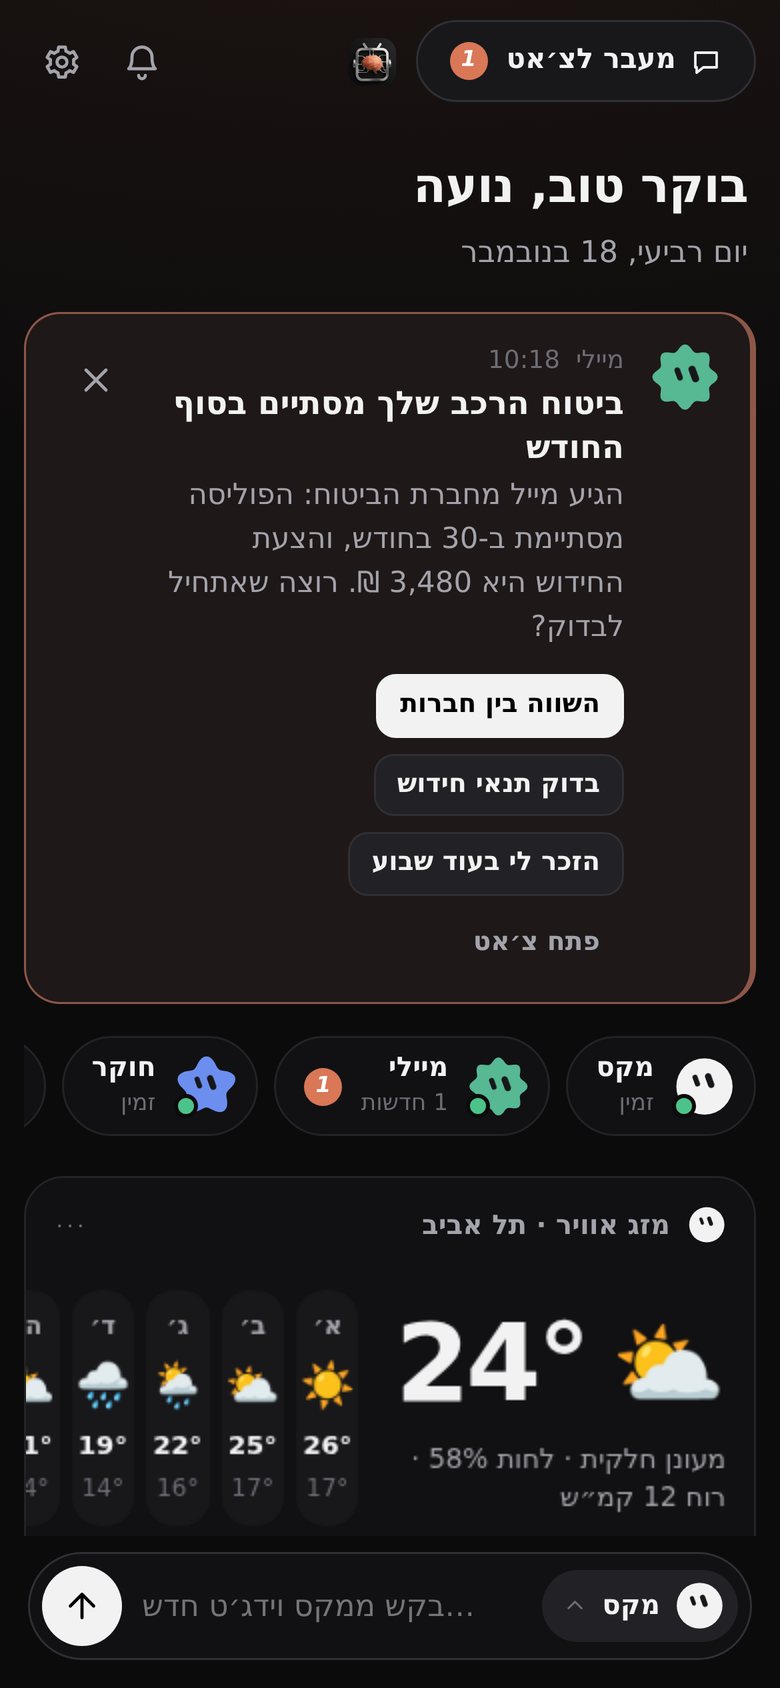 מעבר לצ׳אט 1
בוקר טוב, נועה
יום רביעי, 18 בנובמבר
מיילי 10:18
ביטוח הרכב שלך מסתיים בסוף
החודש
הגיע מייל מחברת הביטוח: הפוליסה
מסתיימת ב-30 בחודש, והצעת
החידוש היא 3,480 ₪. רוצה שאתחיל
לבדוק?
השווה בין חברות
בדוק תנאי חידוש
הזכר לי בעוד שבוע
פתח צ׳אט
מקס
זמין
מיילי
1 חדשות
1
חוקר
זמין
מזג אוויר · תל אביב
...
24°
מעונן חלקית · לחות 58% ·
רוח 12 קמ״ש
א׳ ב׳ ג׳ ד׳ ה
26° 25° 22° 19° 1°
17° 17° 16° 14° 4°
מקס
בקש ממקס וידג׳ט חדש...